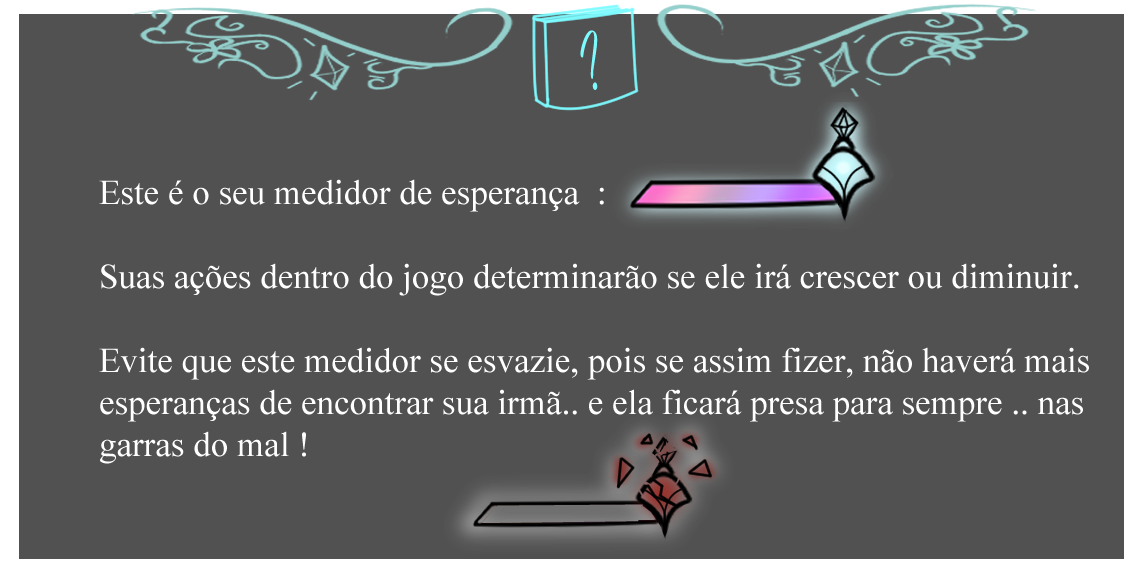 ?
Este é o seu medidor de esperança  :
Suas ações dentro do jogo determinarão se ele irá crescer ou diminuir.
Evite que este medidor se esvazie, pois se assim fizer, não haverá mais
esperanças de encontrar sua irmã.. e ela ficará presa para sempre .. nas
garras do mal !